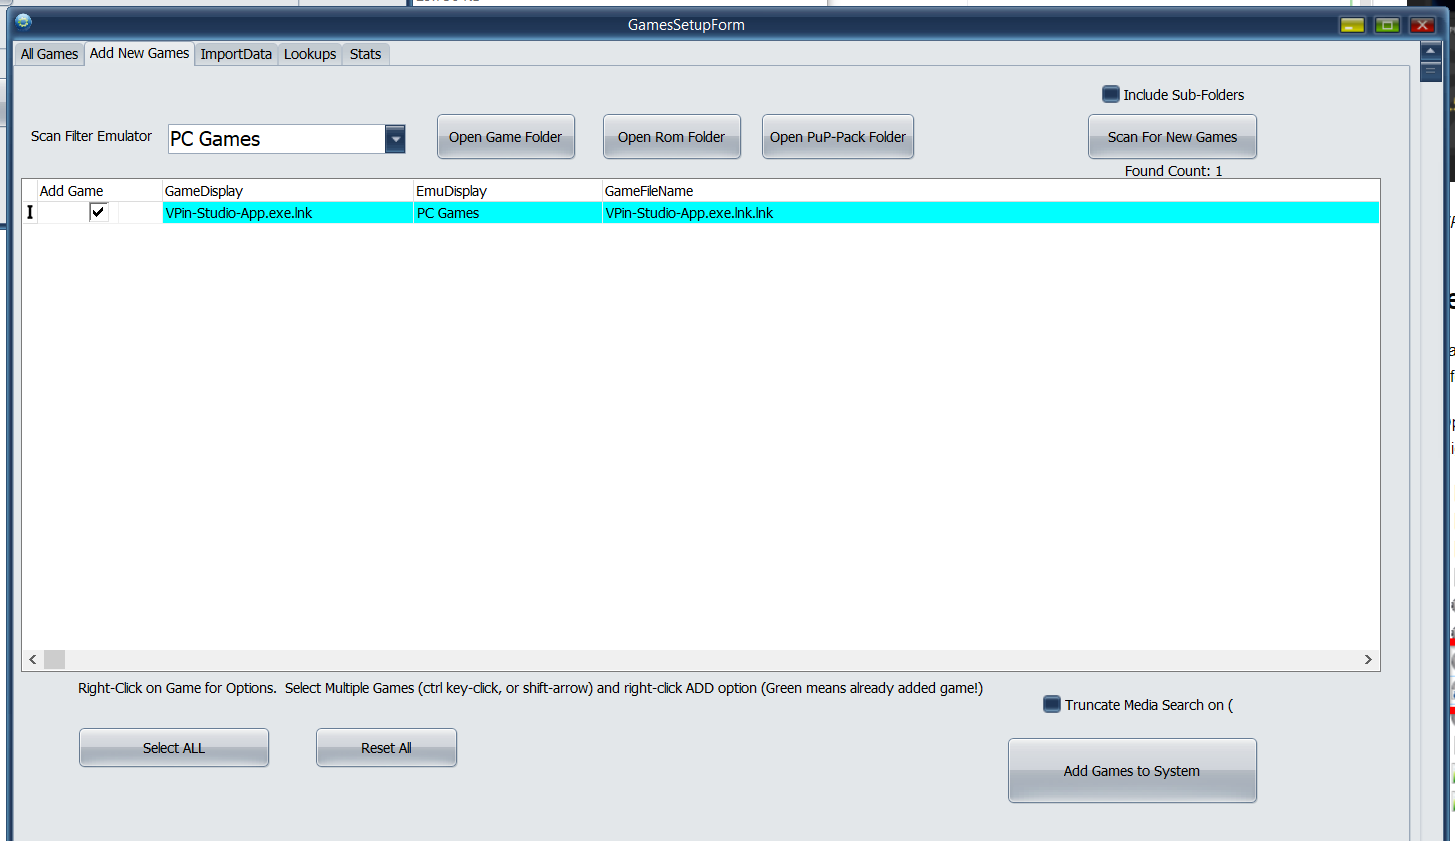 GamesSetupForm
All Games Add New Games ImportData Lookups Stats
Include Sub-Folders
Scan Filter Emulator PC Games Open Game Folder Open Rom Folder Open PuP-Pack Folder Scan For New Games
Found Count: 1
Add Game GameDisplay EmuDisplay GameFileName
VPin-Studio-App.exe.lnk PC Games VPin-Studio-App.exe.lnk.lnk
Right-Click on Game for Options. Select Multiple Games (ctrl key-click, or shift-arrow) and right-click ADD option (Green means already added game!)
Truncate Media Search on (
Select ALL Reset All Add Games to System